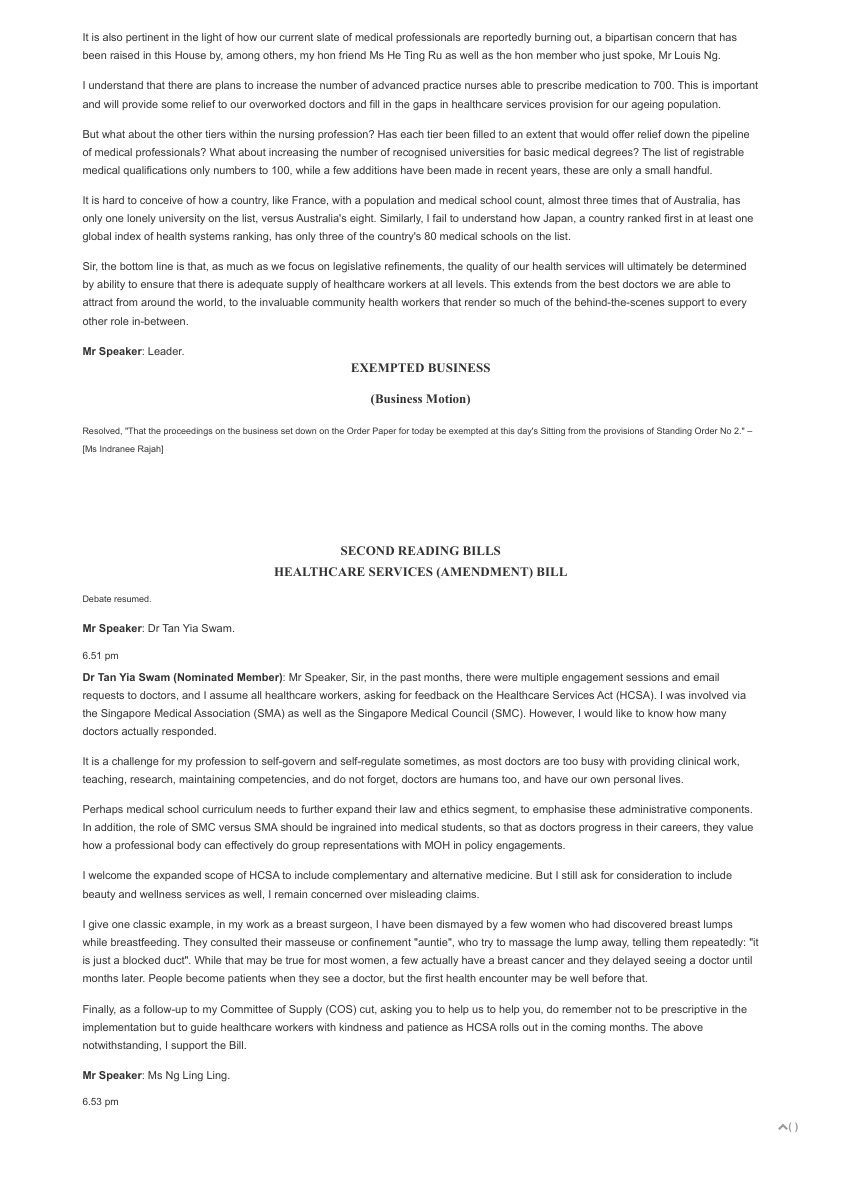 It is also pertinent in the light of how our current slate of medical professionals are reportedly burning out, a bipartisan concern that has
been raised in this House by, among others, my hon friend Ms He Ting Ru as well as the hon member who just spoke, Mr Louis Ng.
I understand that there are plans to increase the number of advanced practice nurses able to prescribe medication to 700. This is important
and will provide some relief to our overworked doctors and fill in the gaps in healthcare services provision for our ageing population.
But what about the other tiers within the nursing profession? Has each tier been filled to an extent that would offer relief down the pipeline
of medical professionals? What about increasing the number of recognised universities for basic medical degrees? The list of registrable
medical qualifications only numbers to 100, while a few additions have been made in recent years, these are only a small handful.
It is hard to conceive of how a country, like France, with a population and medical school count, almost three times that of Australia, has
only one lonely university on the list, versus Australia's eight. Similarly, I fail to understand how Japan, a country ranked first in at least one
global index of health systems ranking, has only three of the country's 80 medical schools on the list.
Sir, the bottom line is that, as much as we focus on legislative refinements, the quality of our health services will ultimately be determined
by ability to ensure that there is adequate supply of healthcare workers at all levels. This extends from the best doctors we are able to
attract from around the world, to the invaluable community health workers that render so much of the behind-the-scenes support to every
other role in-between.
Mr Speaker: Leader.
EXEMPTED BUSINESS
(Business Motion)
Resolved, "That the proceedings on the business set down on the Order Paper for today be exempted at this day's Sitting from the provisions of Standing Order No 2." –
[Ms Indranee Rajah]
SECOND READING BILLS
HEALTHCARE SERVICES (AMENDMENT) BILL
Debate resumed.
Mr Speaker: Dr Tan Yia Swam.
6.51 pm
Dr Tan Yia Swam (Nominated Member): Mr Speaker, Sir, in the past months, there were multiple engagement sessions and email
requests to doctors, and I assume all healthcare workers, asking for feedback on the Healthcare Services Act (HCSA). I was involved via
the Singapore Medical Association (SMA) as well as the Singapore Medical Council (SMC). However, I would like to know how many
doctors actually responded.
It is a challenge for my profession to self-govern and self-regulate sometimes, as most doctors are too busy with providing clinical work,
teaching, research, maintaining competencies, and do not forget, doctors are humans too, and have our own personal lives.
Perhaps medical school curriculum needs to further expand their law and ethics segment, to emphasise these administrative components.
In addition, the role of SMC versus SMA should be ingrained into medical students, so that as doctors progress in their careers, they value
how a professional body can effectively do group representations with MOH in policy engagements.
I welcome the expanded scope of HCSA to include complementary and alternative medicine. But I still ask for consideration to include
beauty and wellness services as well, I remain concerned over misleading claims.
I give one classic example, in my work as a breast surgeon, I have been dismayed by a few women who had discovered breast lumps
while breastfeeding. They consulted their masseuse or confinement "auntie", who try to massage the lump away, telling them repeatedly: "it
is just a blocked duct". While that may be true for most women, a few actually have a breast cancer and they delayed seeing a doctor until
months later. People become patients when they see a doctor, but the first health encounter may be well before that.
Finally, as a follow-up to my Committee of Supply (COS) cut, asking you to help us to help you, do remember not to be prescriptive in the
implementation but to guide healthcare workers with kindness and patience as HCSA rolls out in the coming months. The above
notwithstanding, I support the Bill.
Mr Speaker: Ms Ng Ling Ling.
6.53 pm
( )